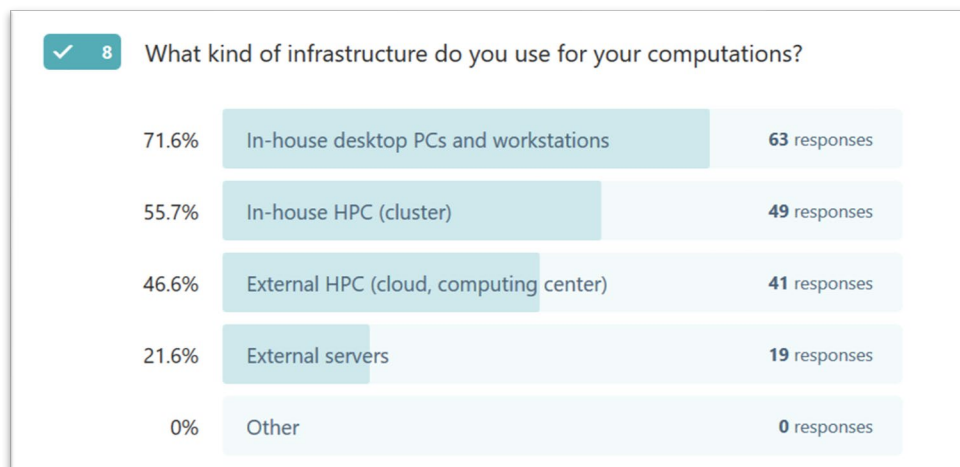 8 What kind of infrastructure do you use for your computations?
71.6% In-house desktop PCs and workstations 63 responses
55.7% In-house HPC (cluster) 49 responses
46.6% External HPC (cloud, computing center) 41 responses
21.6% External servers 19 responses
0% Other 0 responses